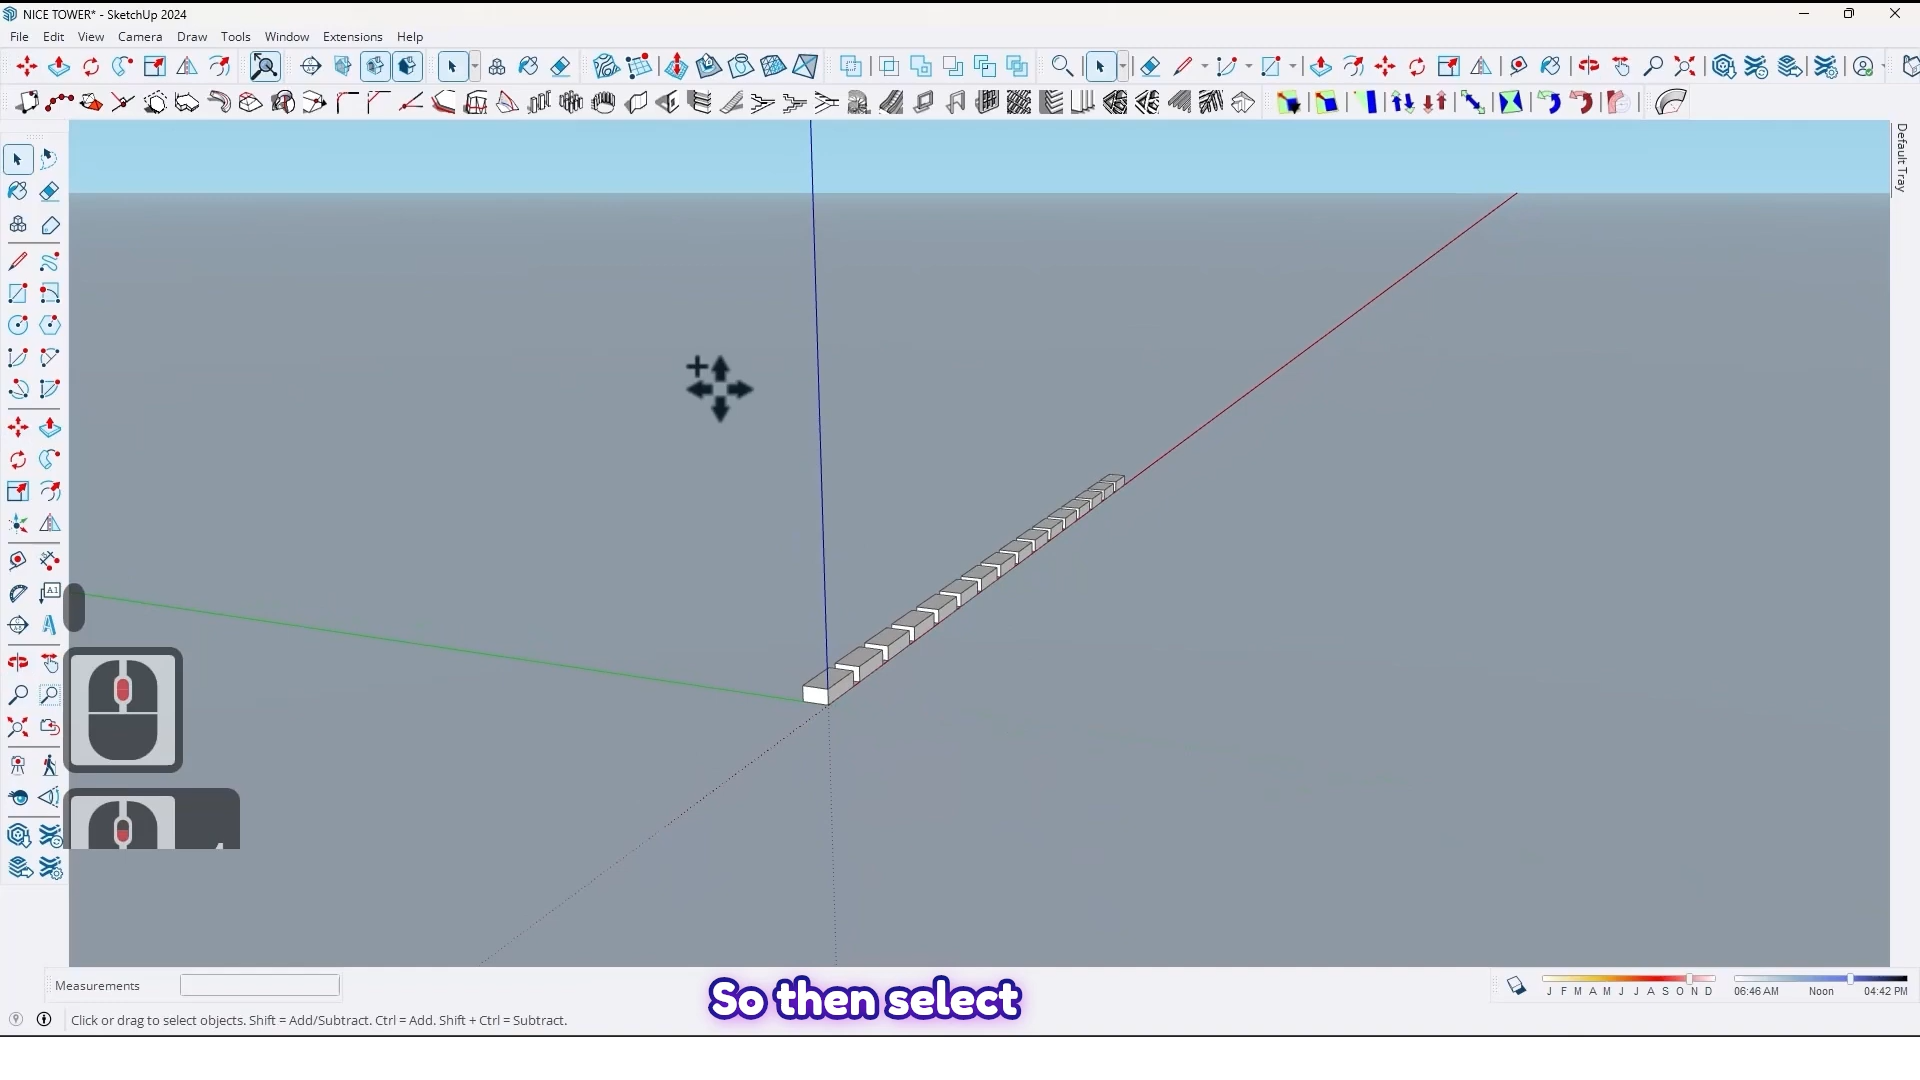 NICE TOWER* - SketchUp 2024
File Edit View Camera Draw Tools Window Extensions Help
Default Tray
A1
Measurements
So then select
J F M A M J J A S O N D
06:46 AM Noon 04:42 PM
Click or drag to select objects. Shift = Add/Subtract. Ctrl = Add. Shift + Ctrl = Subtract.